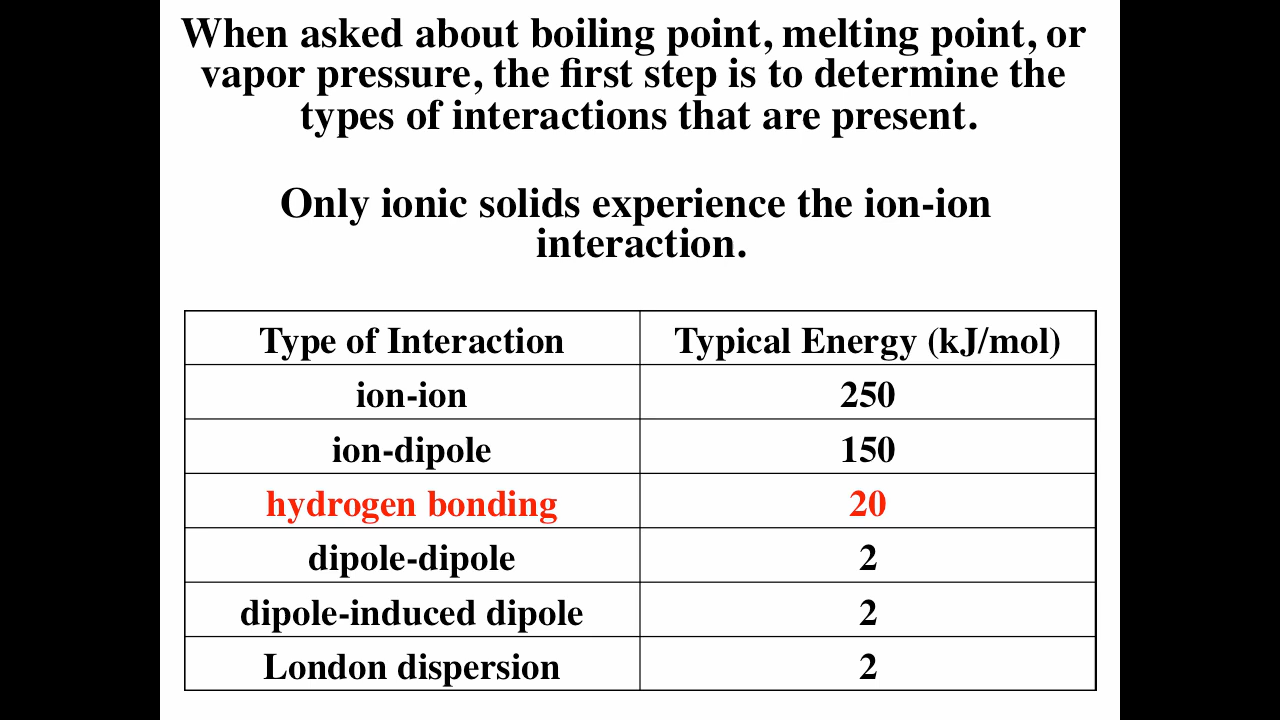 When asked about boiling point, melting point, or
vapor pressure, the first step is to determine the
types of interactions that are present.
Only ionic solids experience the ion-ion
interaction.
Type of Interaction Typical Energy (kJ/mol)
ion-ion 250
ion-dipole 150
hydrogen bonding 20
dipole-dipole 2
dipole-induced dipole 2
London dispersion 2